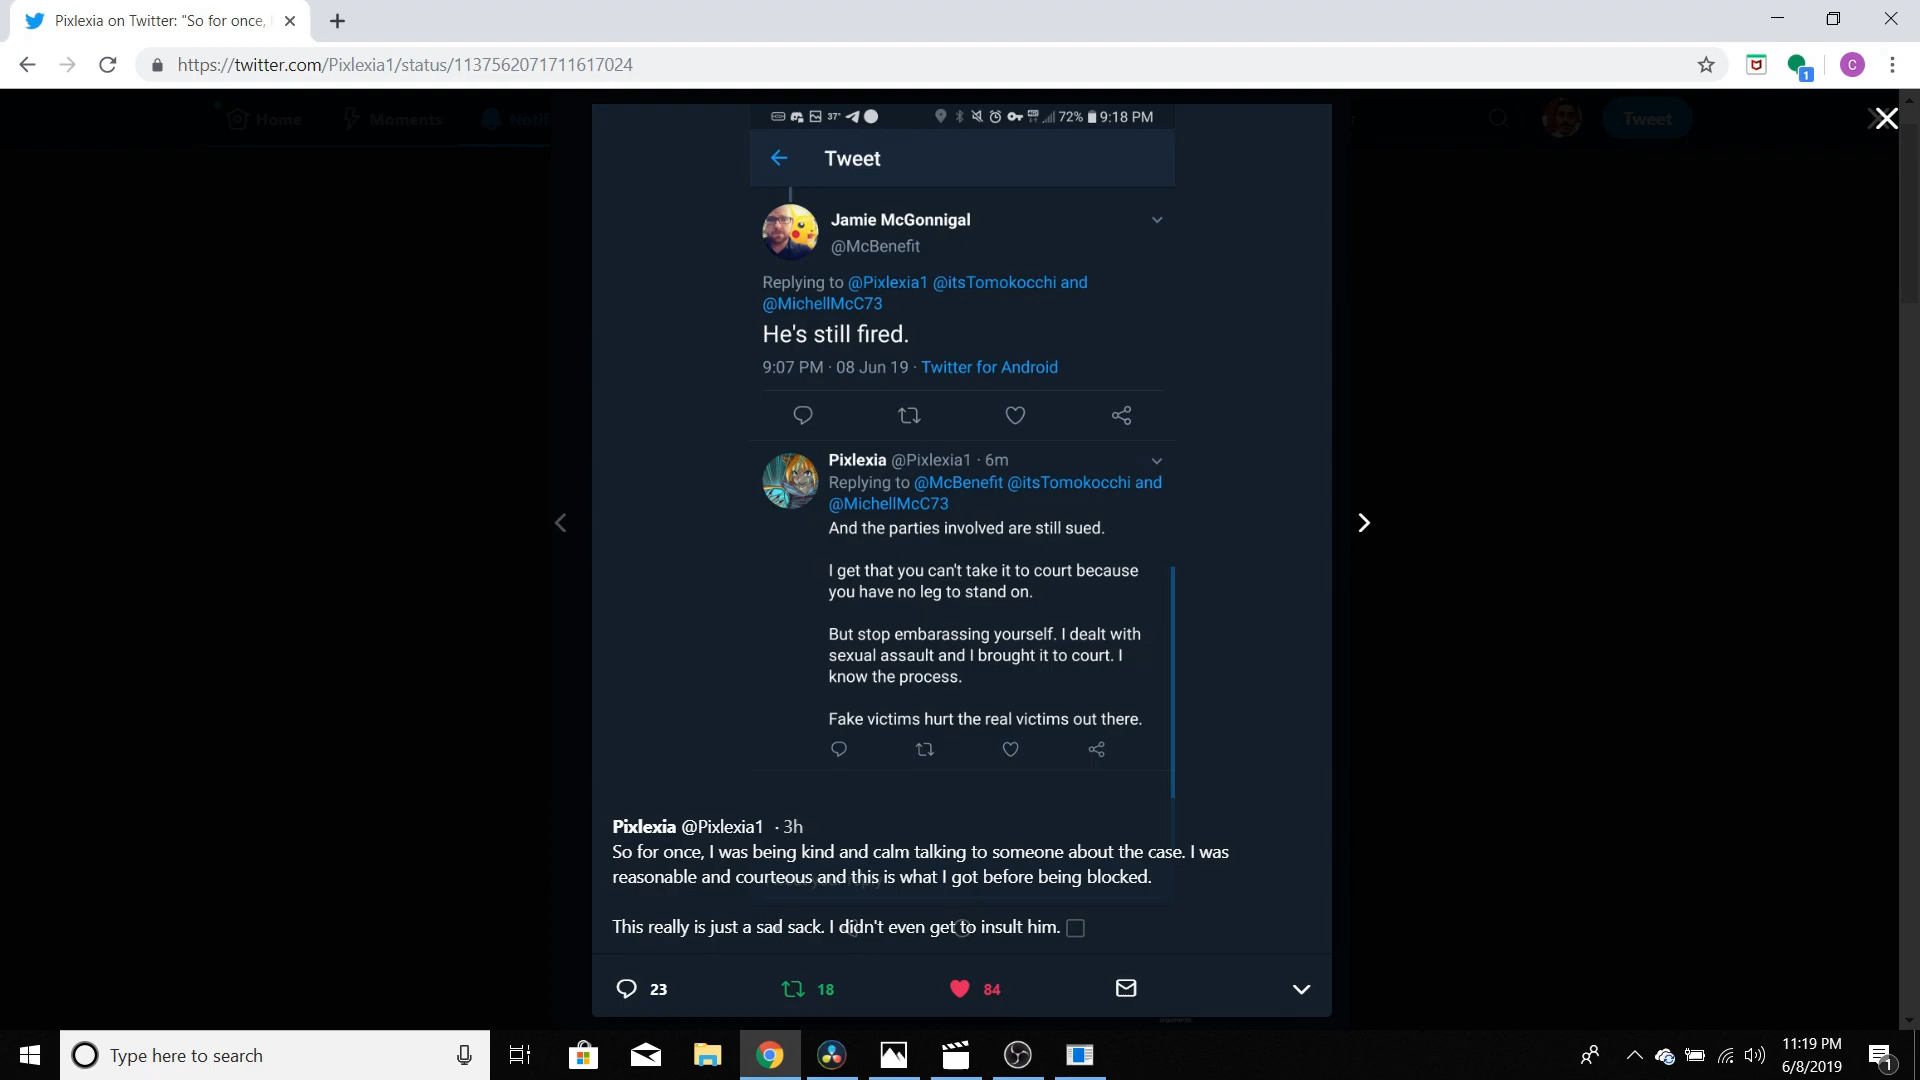 Pixlexia on Twitter: "So for once, I
https://twitter.com/Pixlexia1/status/1137562071711617024
C
1
Home
Moments
Notif
Tweet
37°
72%
9:18 PM
Tweet
Jamie McGonnigal
@McBenefit
Replying to @Pixlexia1 @itsTomokocchi and
@MichellMcC73
He's still fired.
9:07 PM · 08 Jun 19 · Twitter for Android
Pixlexia @Pixlexia1 · 6m
Replying to @McBenefit @itsTomokocchi and
@MichellMcC73
And the parties involved are still sued.
I get that you can't take it to court because
you have no leg to stand on.
But stop embarassing yourself. I dealt with
sexual assault and I brought it to court. I
know the process.
Fake victims hurt the real victims out there.
Pixlexia @Pixlexia1 · 3h
So for once, I was being kind and calm talking to someone about the case. I was
reasonable and courteous and this is what I got before being blocked.
This really is just a sad sack. I didn't even get to insult him.
23
18
84
Type here to search
11:19 PM
6/8/2019
1